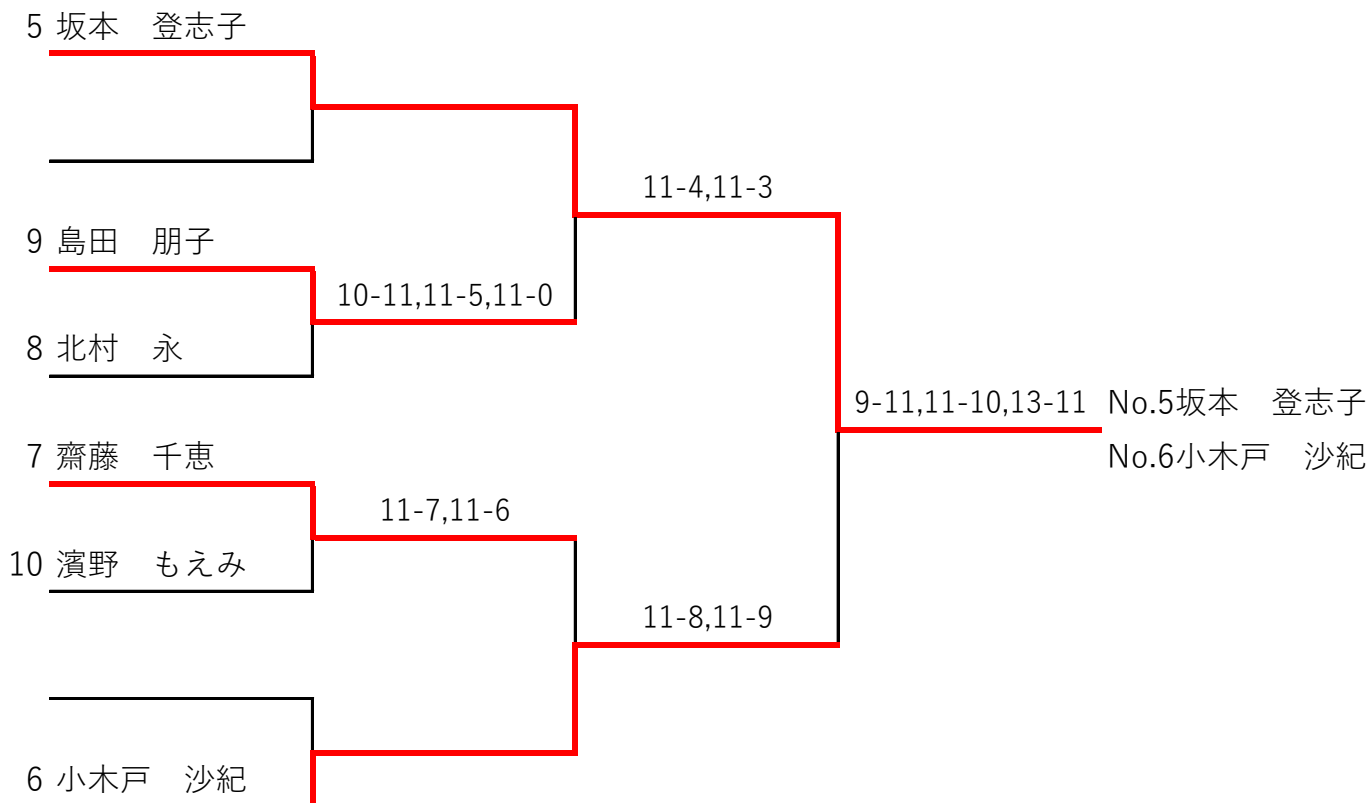 5 坂本　登志子
11-4,11-3
9 島田　朋子
10-11,11-5,11-0
8 北村　永
9-11,11-10,13-11 No.5坂本　登志子
No.6小木戸　沙紀
7 齋藤　千恵
11-7,11-6
10 濱野　もえみ
11-8,11-9
6 小木戸　沙紀